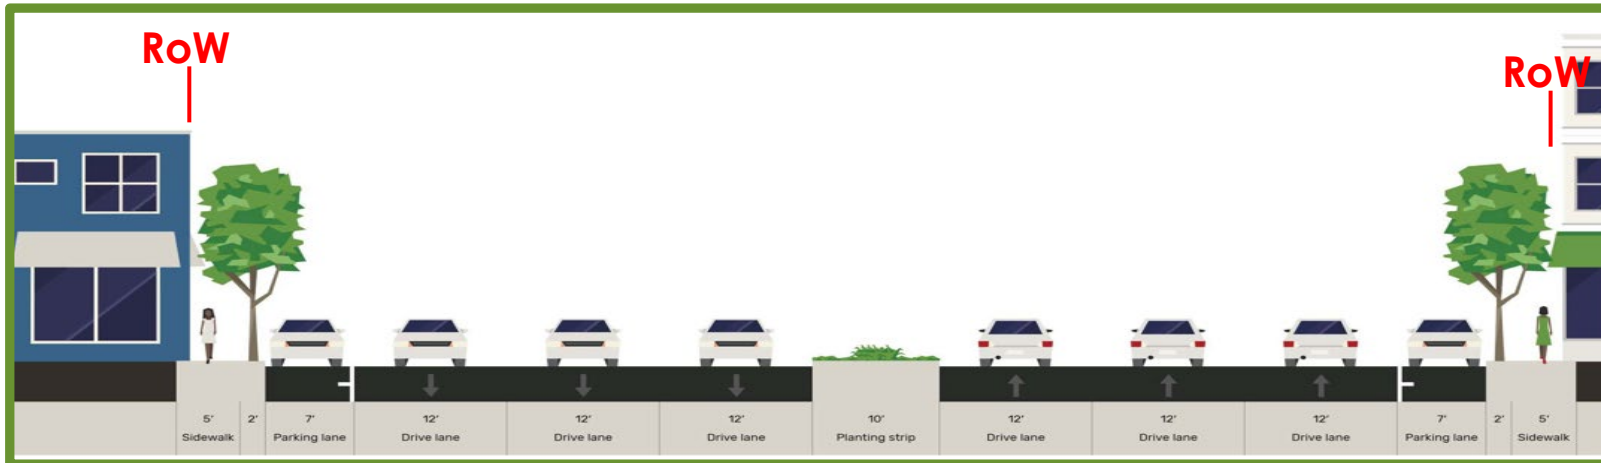 RoW
RoW
5' 2' 7' 12' 12' 12' 10' 12' 12' 12' 7' 2' 5'
Sidewalk Parking lane Drive lane Drive lane Drive lane Planting strip Drive lane Drive lane Drive lane Parking lane Sidewalk